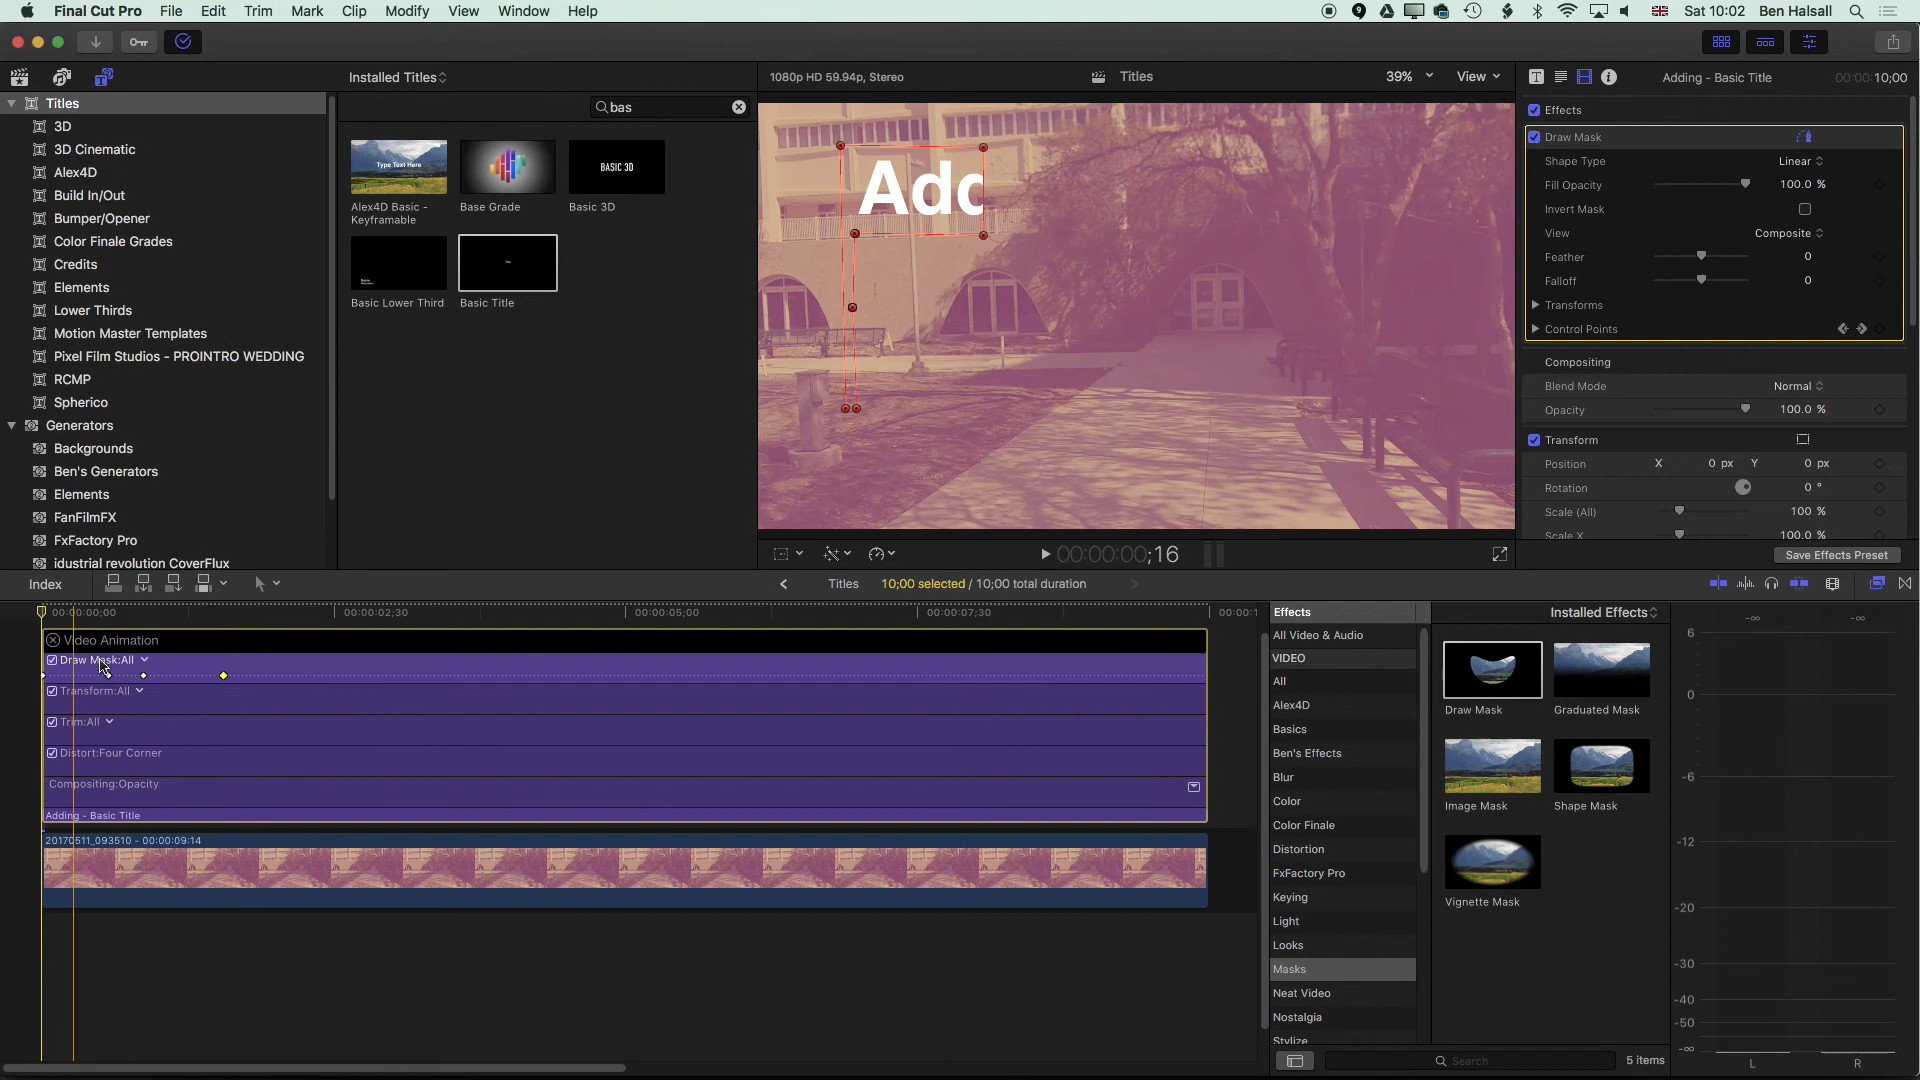 Final Cut Pro File Edit Trim Mark Clip Modify View Window Help Sat 10:02 Ben Halsall
Installed Titles
1080p HD 59.94p, Stereo Titles 39% View
Adding - Basic Title 00:00:10;00
Titles
3D
3D Cinematic
Alex4D
Build In/Out
Bumper/Opener
Color Finale Grades
Credits
Elements
Lower Thirds
Motion Master Templates
Pixel Film Studios - PROINTRO WEDDING
RCMP
Spherico
Generators
Backgrounds
Ben's Generators
Elements
FanFilmFX
FxFactory Pro
idustrial revolution CoverFlux
bas
Type Text Here
BASIC 3D
Alex4D Basic - Keyframable
Base Grade
Basic 3D
Title
Basic Lower Third
Basic Title
Add
Effects
Draw Mask
Shape Type Linear
Fill Opacity 100.0 %
Invert Mask
View Composite
Feather 0
Falloff 0
Transforms
Control Points
Compositing
Blend Mode Normal
Opacity 100.0 %
Transform
Position X 0 px Y 0 px
Rotation 0 °
Scale (All) 100 %
Scale X 100.0 %
Save Effects Preset
00:00:00;16
Index
Titles 10;00 selected / 10;00 total duration
00:00:00;00 00:00:02;30 00:00:05;00 00:00:07;30 00:00:1
Video Animation
Draw Mask:All
Transform:All
Trim:All
Distort:Four Corner
Compositing:Opacity
Adding - Basic Title
20170511_093510 - 00:00:09:14
Effects
Installed Effects
All Video & Audio
VIDEO
All
Alex4D
Basics
Ben's Effects
Blur
Color
Color Finale
Distortion
FxFactory Pro
Keying
Light
Looks
Masks
Neat Video
Nostalgia
Stylize
Draw Mask
Graduated Mask
Image Mask
Shape Mask
Vignette Mask
Search
5 items
-∞ -∞
6
0
-6
-12
-20
-30
-40
-50
-∞
L R